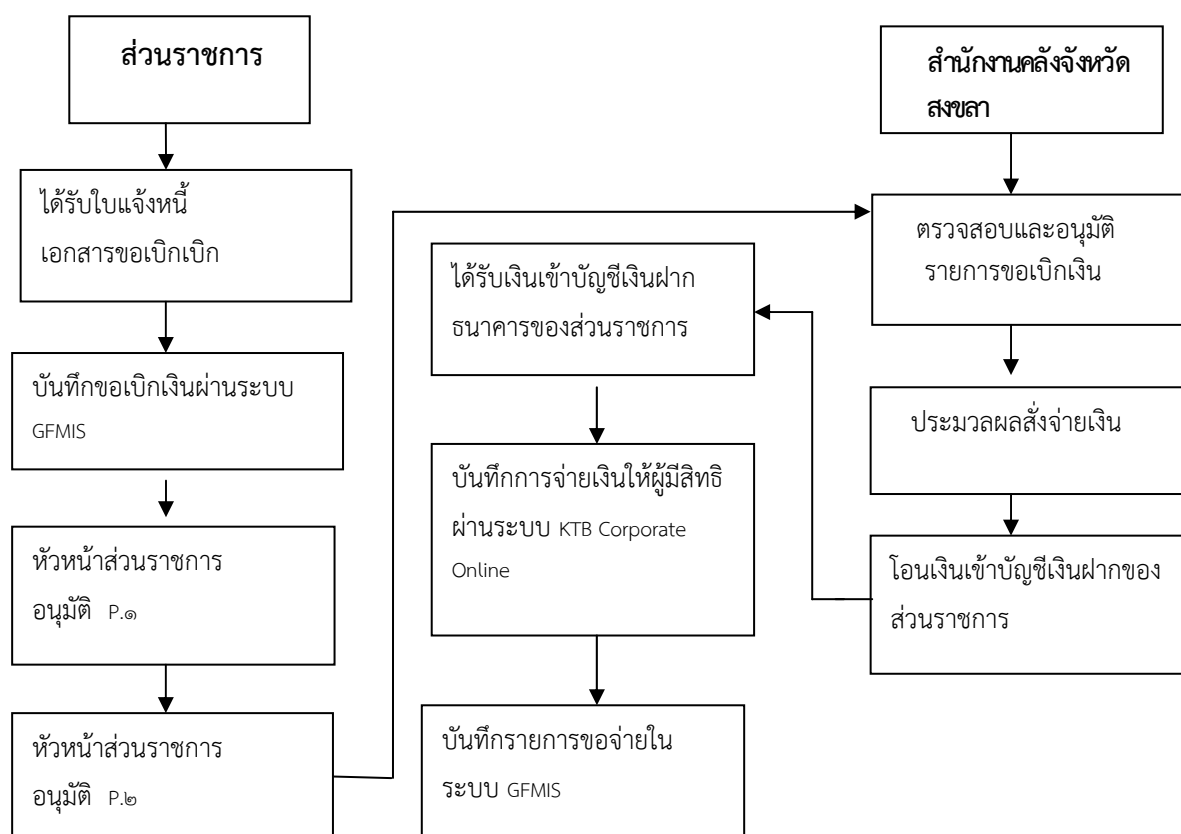 ส่วนราชการ
ได้รับใบแจ้งหนี้
เอกสารขอเบิกเบิก
บันทึกขอเบิกเงินผ่านระบบ
GFMIS
หัวหน้าส่วนราชการ
อนุมัติ P.๑
หัวหน้าส่วนราชการ
อนุมัติ P.๒
สำนักงานคลังจังหวัด
สงขลา
ตรวจสอบและอนุมัติ
รายการขอเบิกเงิน
ประมวลผลสั่งจ่ายเงิน
โอนเงินเข้าบัญชีเงินฝากของ
ส่วนราชการ
ได้รับเงินเข้าบัญชีเงินฝาก
ธนาคารของส่วนราชการ
บันทึกการจ่ายเงินให้ผู้มีสิทธิ
ผ่านระบบ KTB Corporate
Online
บันทึกรายการขอจ่ายใน
ระบบ GFMIS